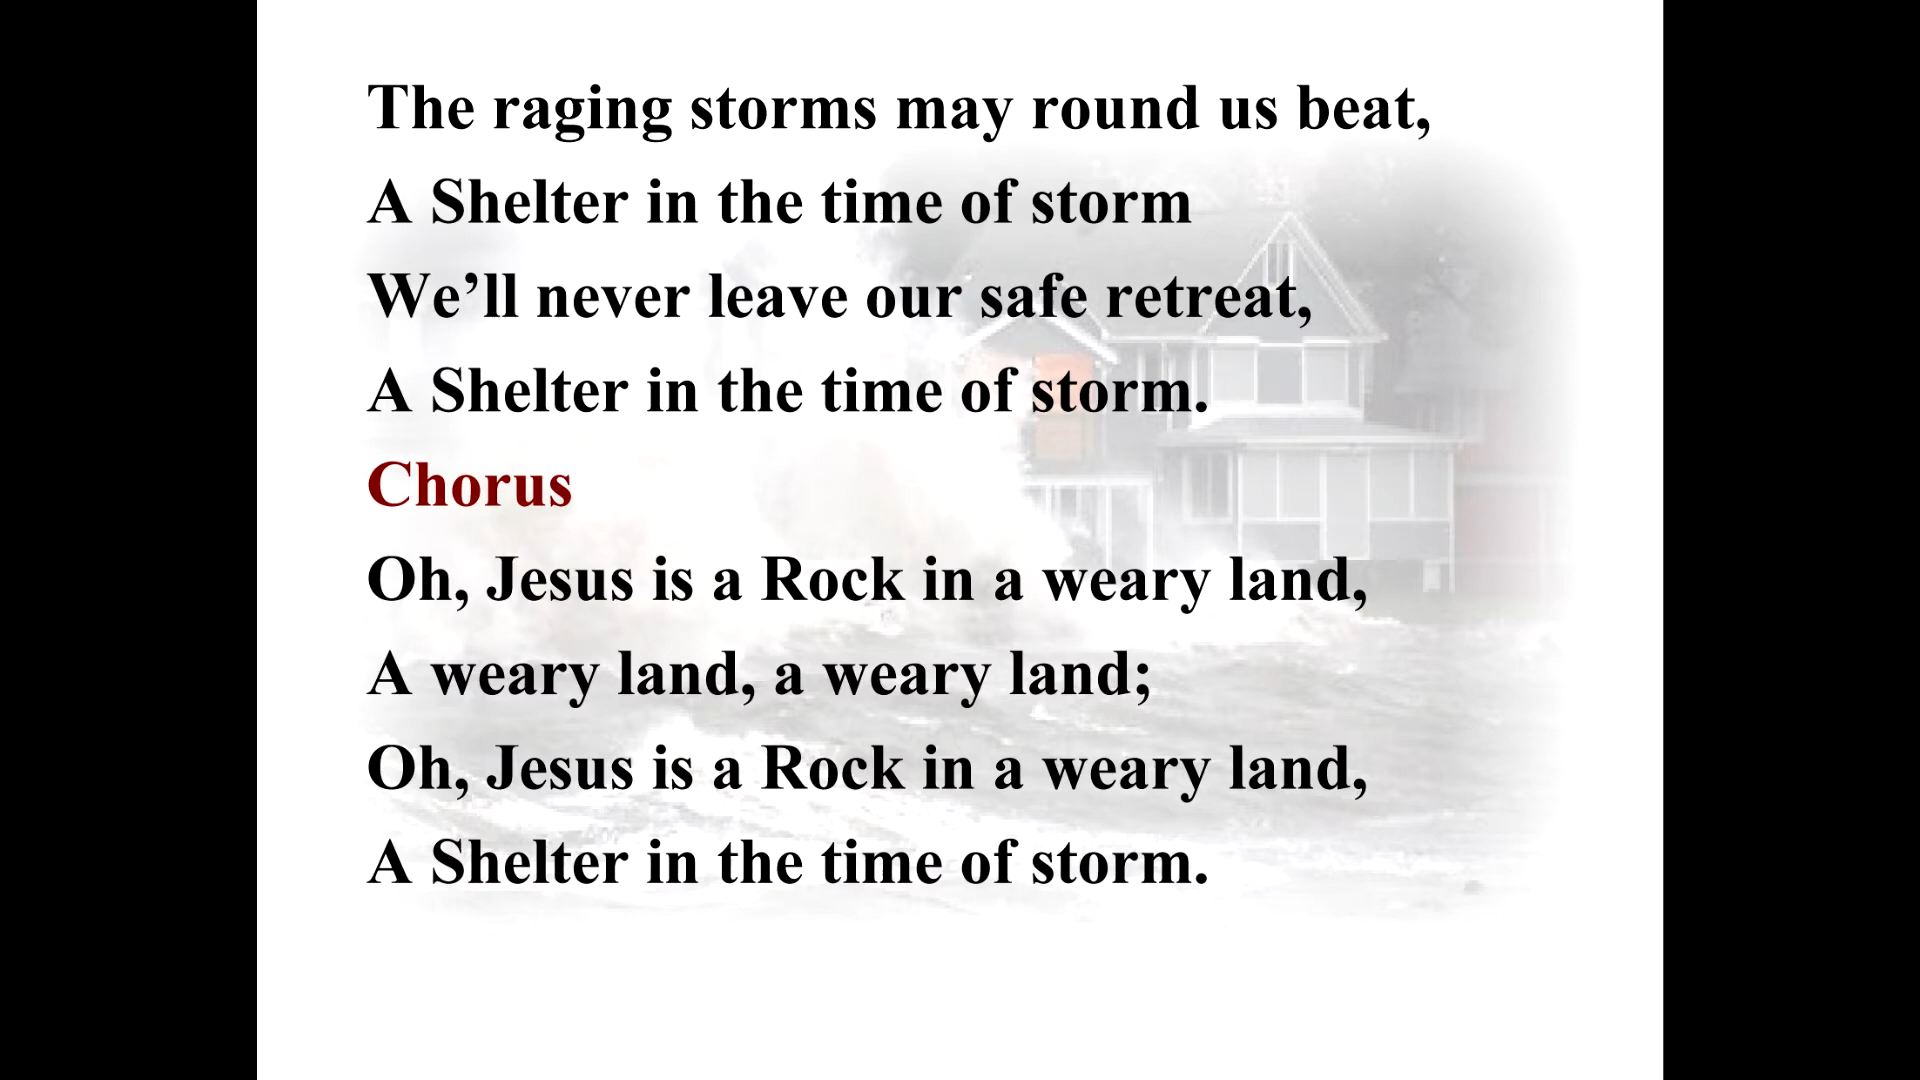 The raging storms may round us beat,
A Shelter in the time of storm
We’ll never leave our safe retreat,
A Shelter in the time of storm.
Chorus
Oh, Jesus is a Rock in a weary land,
A weary land, a weary land;
Oh, Jesus is a Rock in a weary land,
A Shelter in the time of storm.